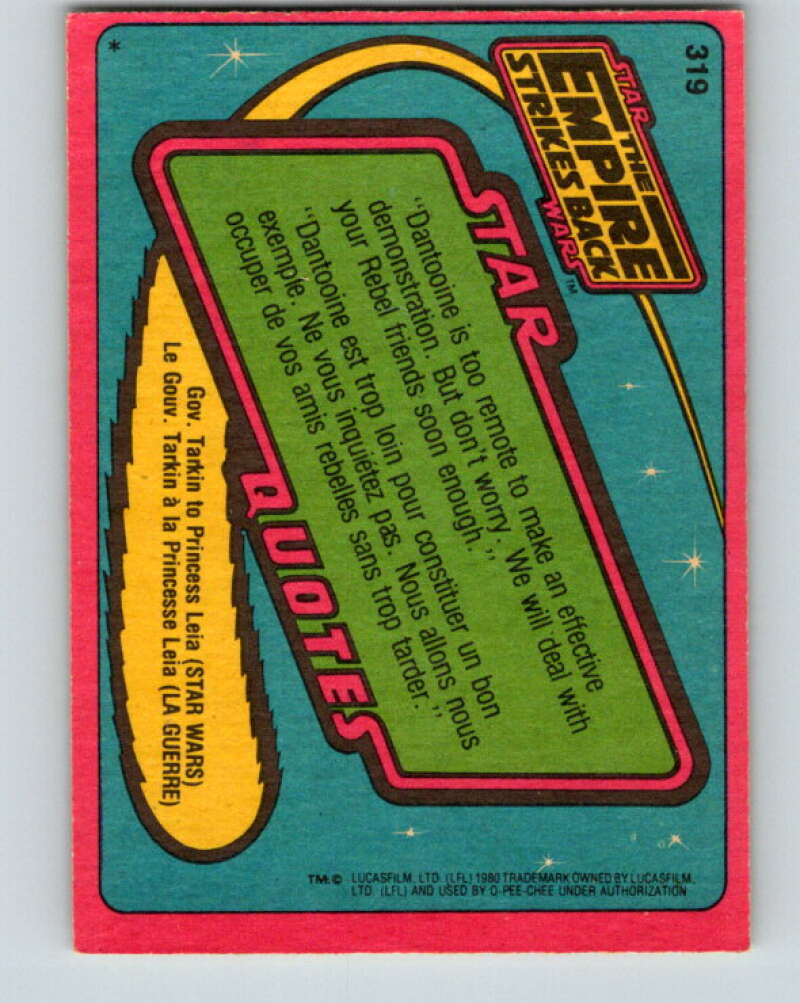 319
STAR
THE
EMPIRE
STRIKES BACK
WARS™
STAR
"Dantooine is too remote to make an effective
demonstration. But don't worry. We will deal with
your Rebel friends soon enough."
"Dantooine est trop loin pour constituer un bon
exemple. Ne vous inquiétez pas. Nous allons nous
occuper de vos amis rebelles sans trop tarder."
QUOTES
Gov. Tarkin to Princess Leia (STAR WARS)
Le Gouv. Tarkin à la Princesse Leia (LA GUERRE)
*
TM: © LUCASFILM, LTD. (LFL) 1980 TRADEMARK OWNED BY LUCASFILM,
LTD. (LFL) AND USED BY O-PEE-CHEE UNDER AUTHORIZATION